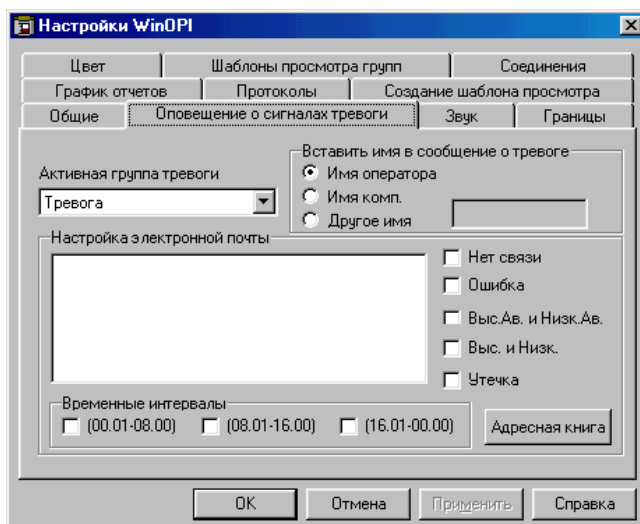 Настройки WinOPI
Цвет Шаблоны просмотра групп Соединения
График отчетов Протоколы Создание шаблона просмотра
Общие Оповещение о сигналах тревоги Звук Границы
Вставить имя в сообщение о тревоге
Активная группа тревоги
Имя оператора
Тревога
Имя комп.
Другое имя
Настройка электронной почты
Нет связи
Ошибка
Выс.Ав. и Низк.Ав.
Выс. и Низк.
Утечка
Временные интервалы
(00.01-08.00) (08.01-16.00) (16.01-00.00)
Адресная книга
OK Отмена Применить Справка